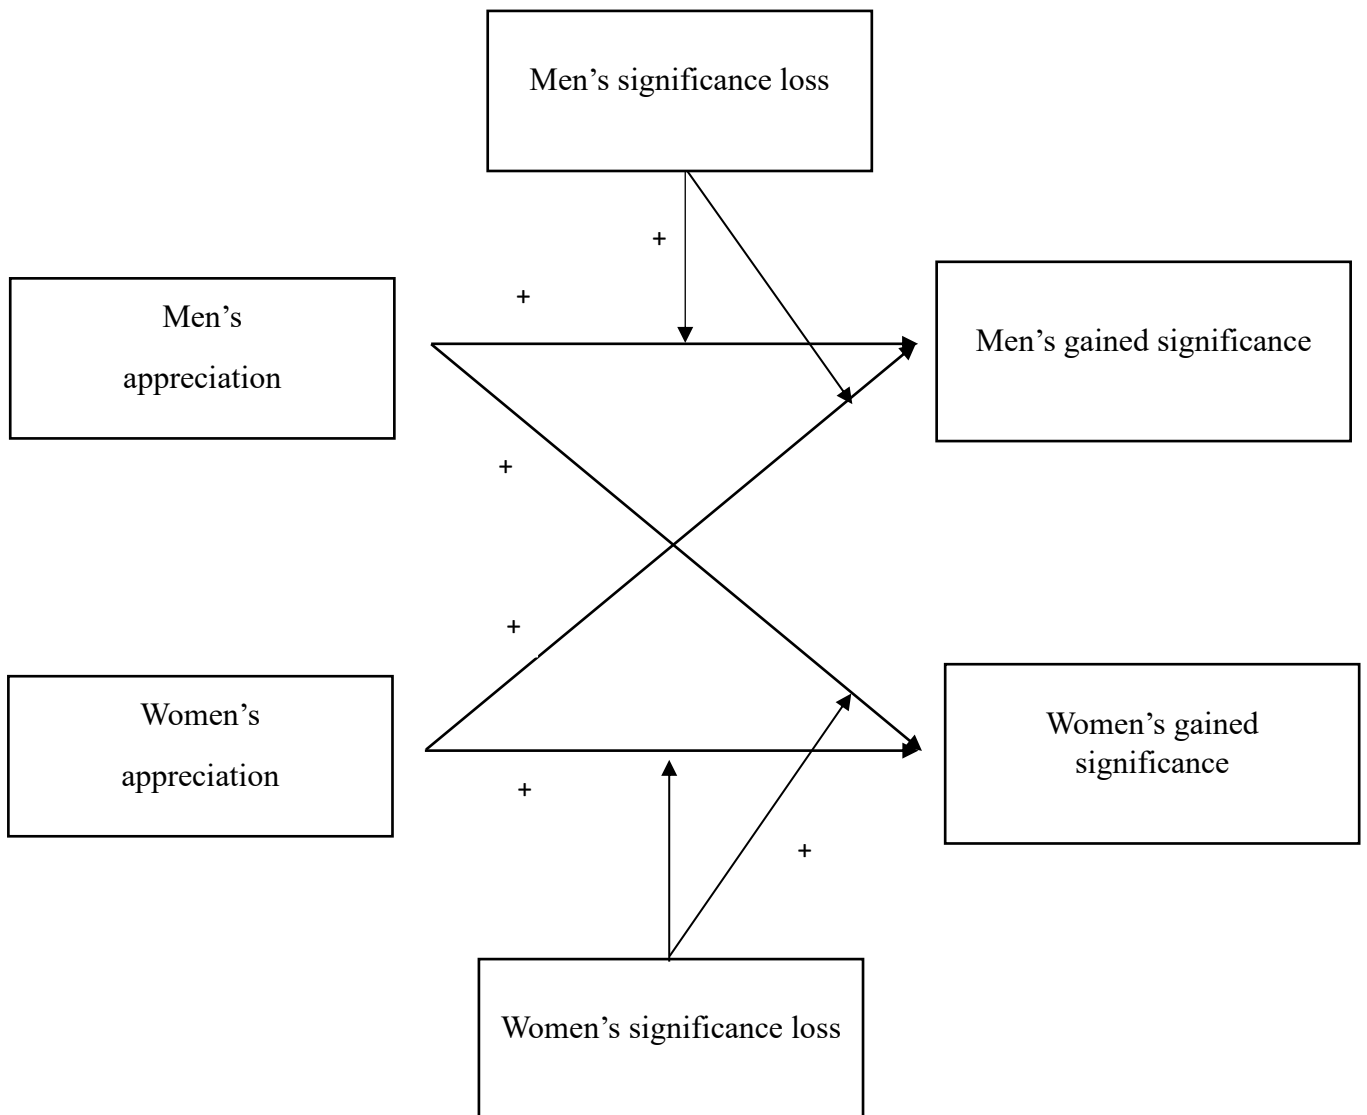 Men’s significance loss
+
+
Men’s
appreciation
Men’s gained significance
+
+
Women’s
appreciation
Women’s gained
significance
+
+
Women’s significance loss